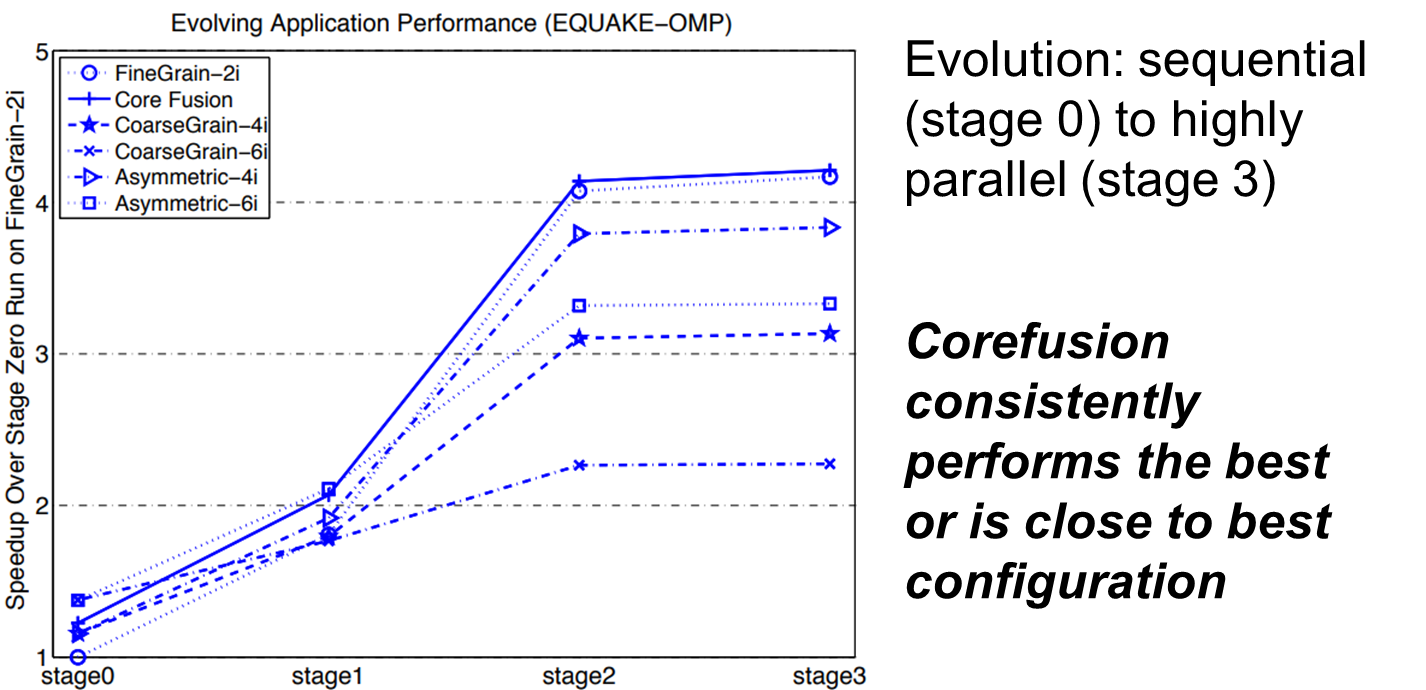 Evolving Application Performance (EQUAKE−OMP)
Speedup Over Stage Zero Run on FineGrain−2i
5
4
3
2
1
FineGrain−2i
Core Fusion
CoarseGrain−4i
CoarseGrain−6i
Asymmetric−4i
Asymmetric−6i
stage0
stage1
stage2
stage3
Evolution: sequential
(stage 0) to highly
parallel (stage 3)
Corefusion
consistently
performs the best
or is close to best
configuration